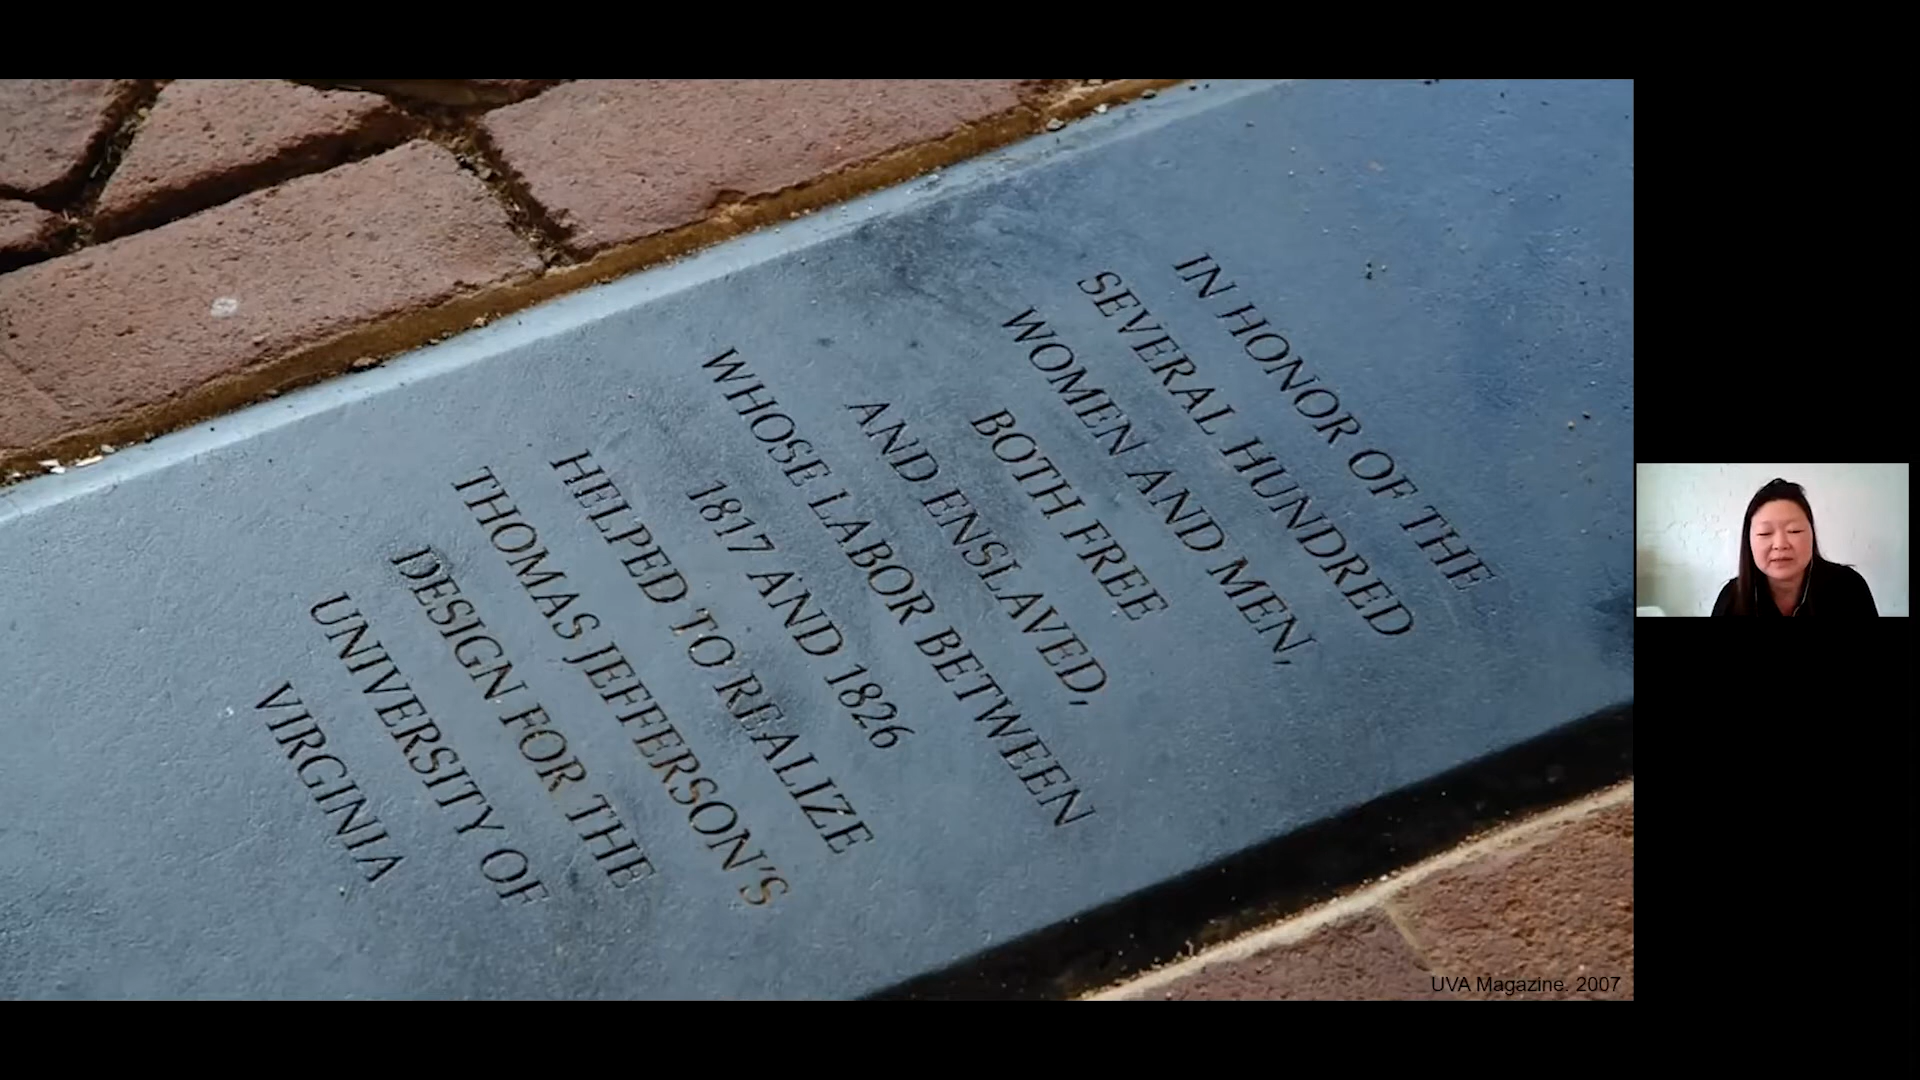 IN HONOR OF THE
SEVERAL HUNDRED
WOMEN AND MEN,
BOTH FREE
AND ENSLAVED,
WHOSE LABOR BETWEEN
1817 AND 1826
HELPED TO REALIZE
THOMAS JEFFERSON'S
DESIGN FOR THE
UNIVERSITY OF
VIRGINIA
UVA Magazine. 2007